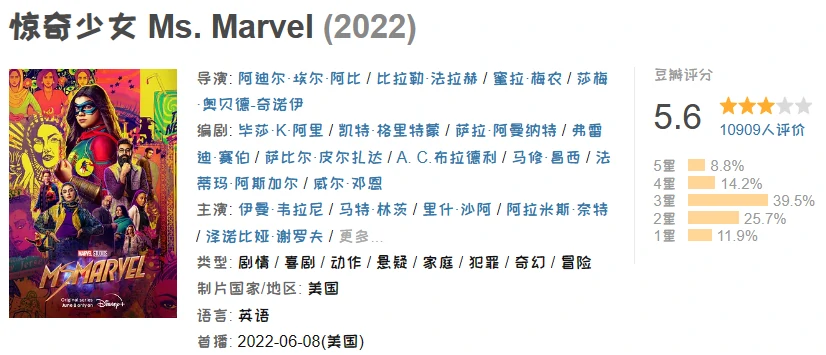 惊奇少女 Ms. Marvel (2022)
导演: 阿迪尔·埃尔·阿比 / 比拉勒·法拉赫 / 蜜拉·梅农 / 莎梅
·奥贝德-奇诺伊
编剧: 毕莎·K·阿里 / 凯特·格里特蒙 / 萨拉·阿曼纳特 / 弗雷
迪·赛伯 / 萨比尔·皮尔扎达 / A. C.布拉德利 / 马修·昌西 / 法
蒂玛·阿斯加尔 / 威尔·邓恩
主演: 伊曼·韦拉尼 / 马特·林茨 / 里什·沙阿 / 阿拉米斯·奈特
/ 泽诺比娅·谢罗夫 / 更多...
类型: 剧情 / 喜剧 / 动作 / 悬疑 / 家庭 / 犯罪 / 奇幻 / 冒险
制片国家/地区: 美国
语言: 英语
首播: 2022-06-08(美国)
MARVEL STUDIOS
MS. MARVEL
Original series
June 8 only on Disney+
豆瓣评分
5.6
10909人评价
5星 8.8%
4星 14.2%
3星 39.5%
2星 25.7%
1星 11.9%